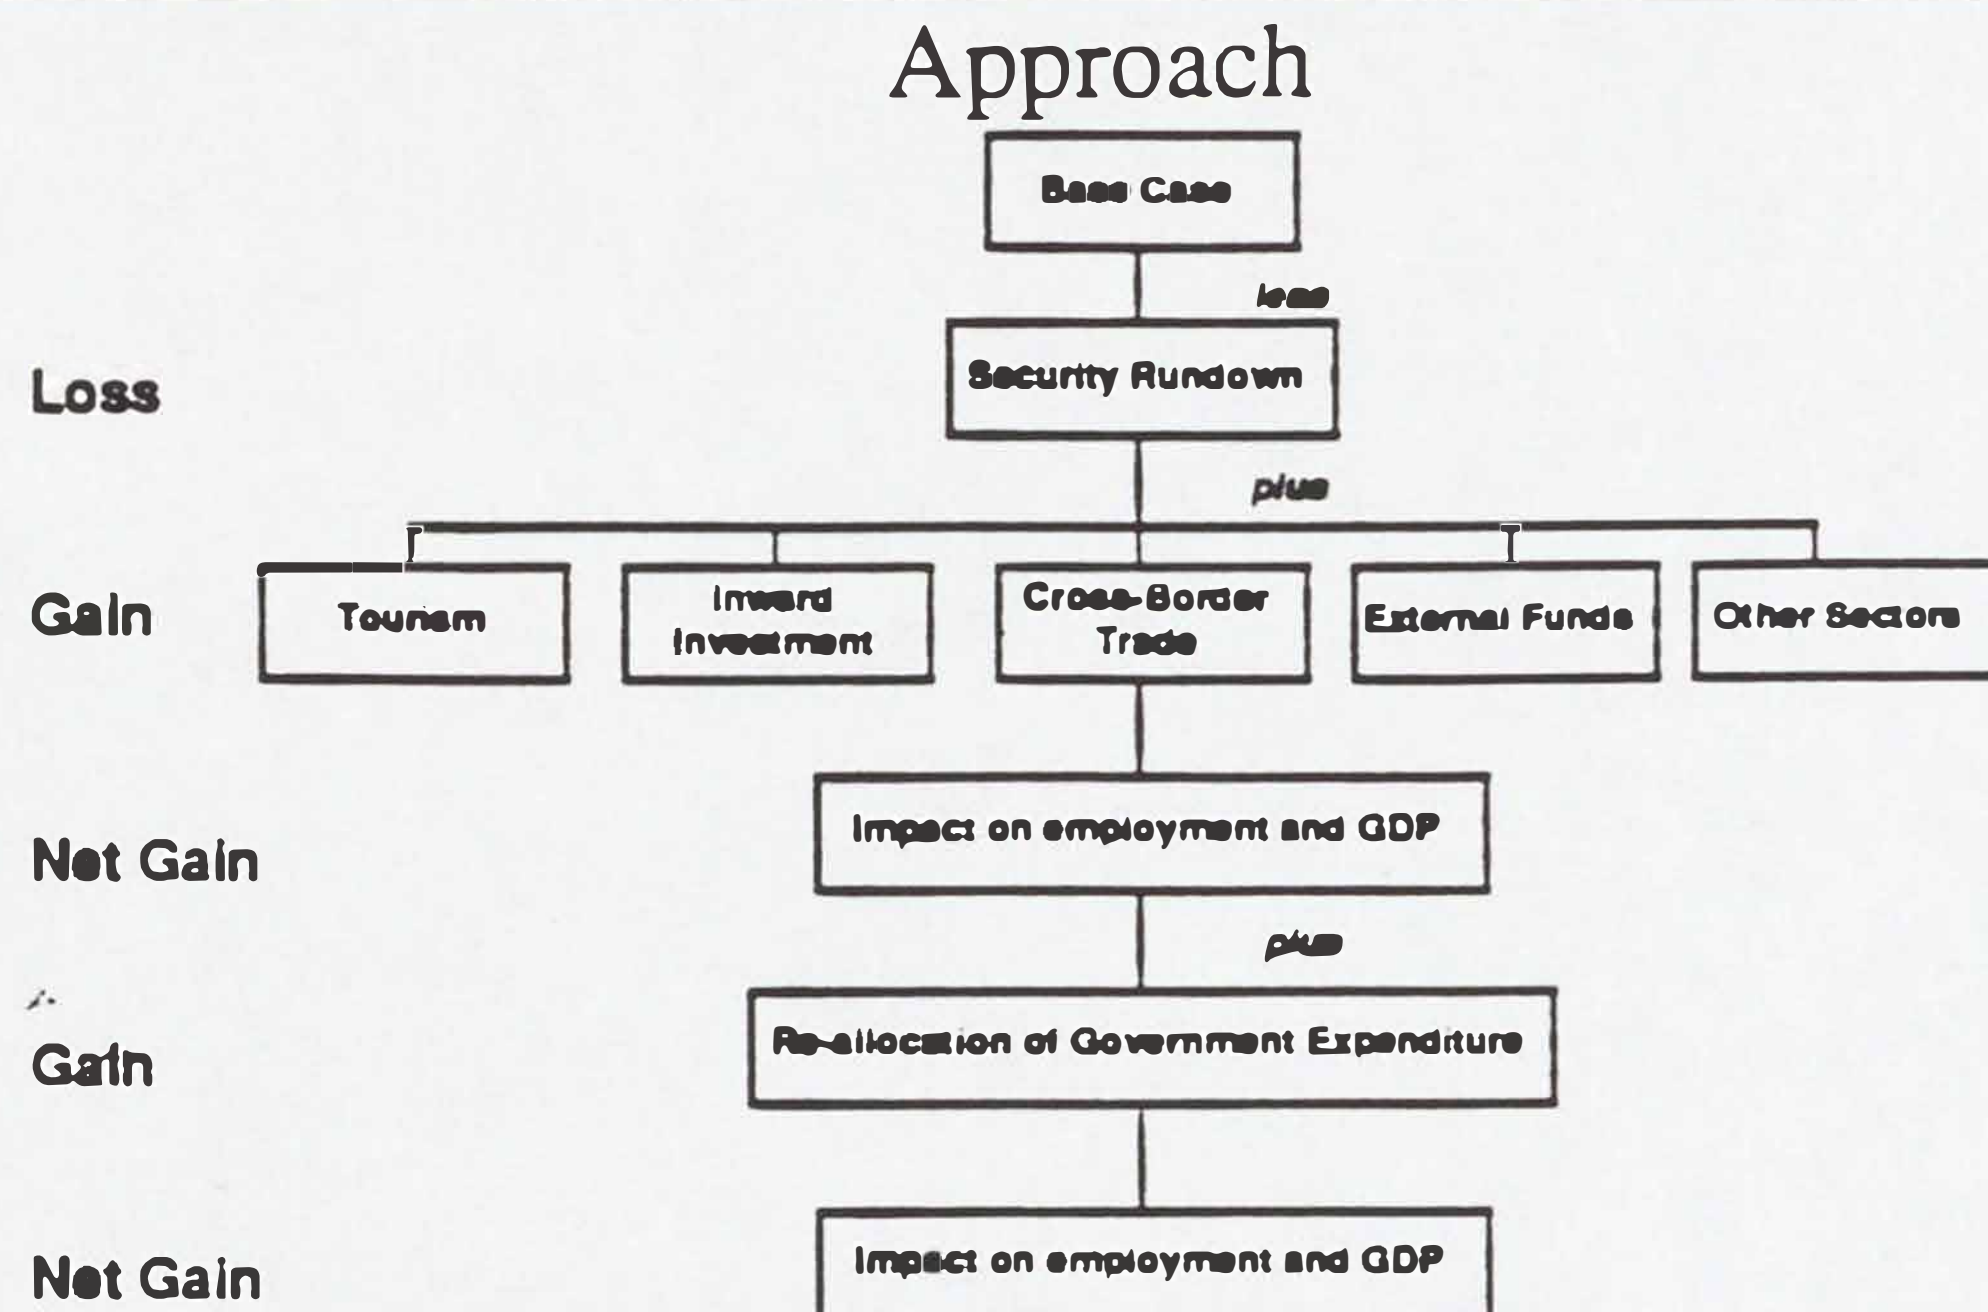 Approach
Base Case
less
Loss
Security Rundown
plus
Gain
Tourism
Inward
Investment
Cross-Border
Trade
External Funds
Other Sectors
Net Gain
Impact on employment and GDP
plus
Gain
Re-allocation of Government Expenditure
Net Gain
Impact on employment and GDP